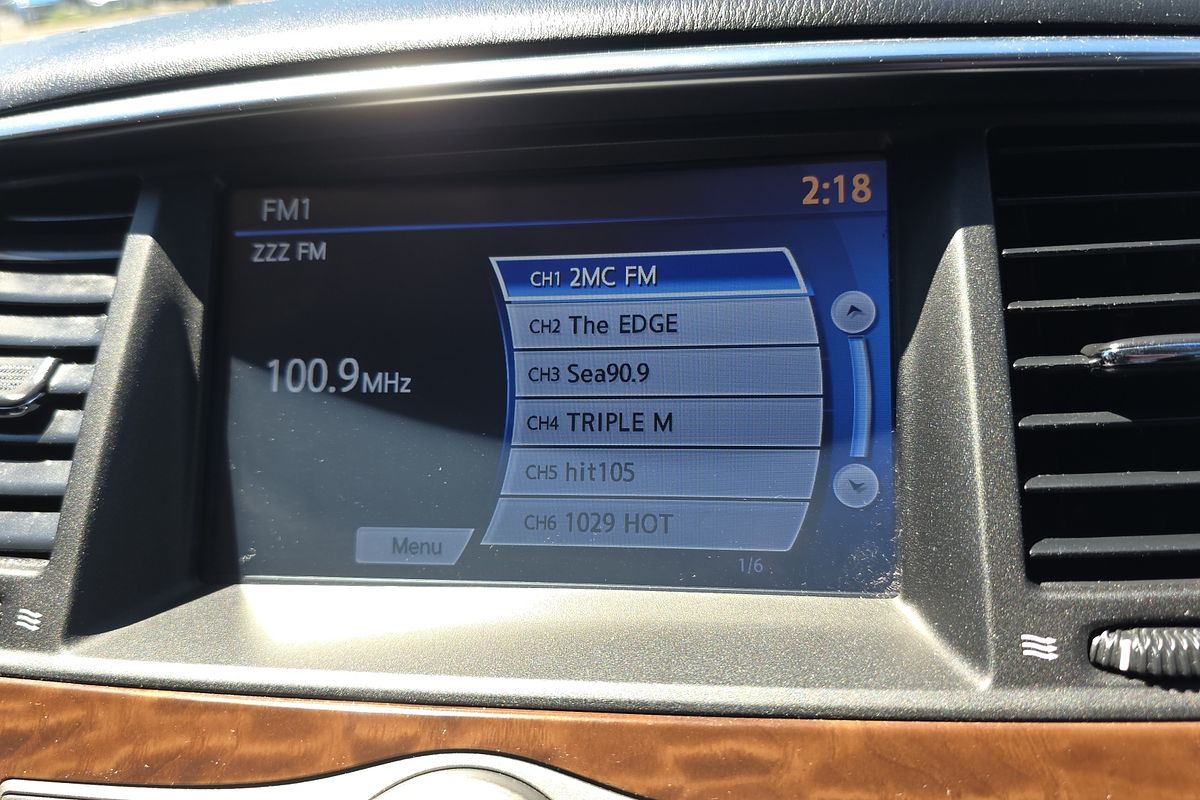 FM1
2:18
ZZZ FM
100.9MHz
CH1 2MC FM
CH2 The EDGE
CH3 Sea90.9
CH4 TRIPLE M
CH5 hit105
CH6 1029 HOT
Menu
1/6